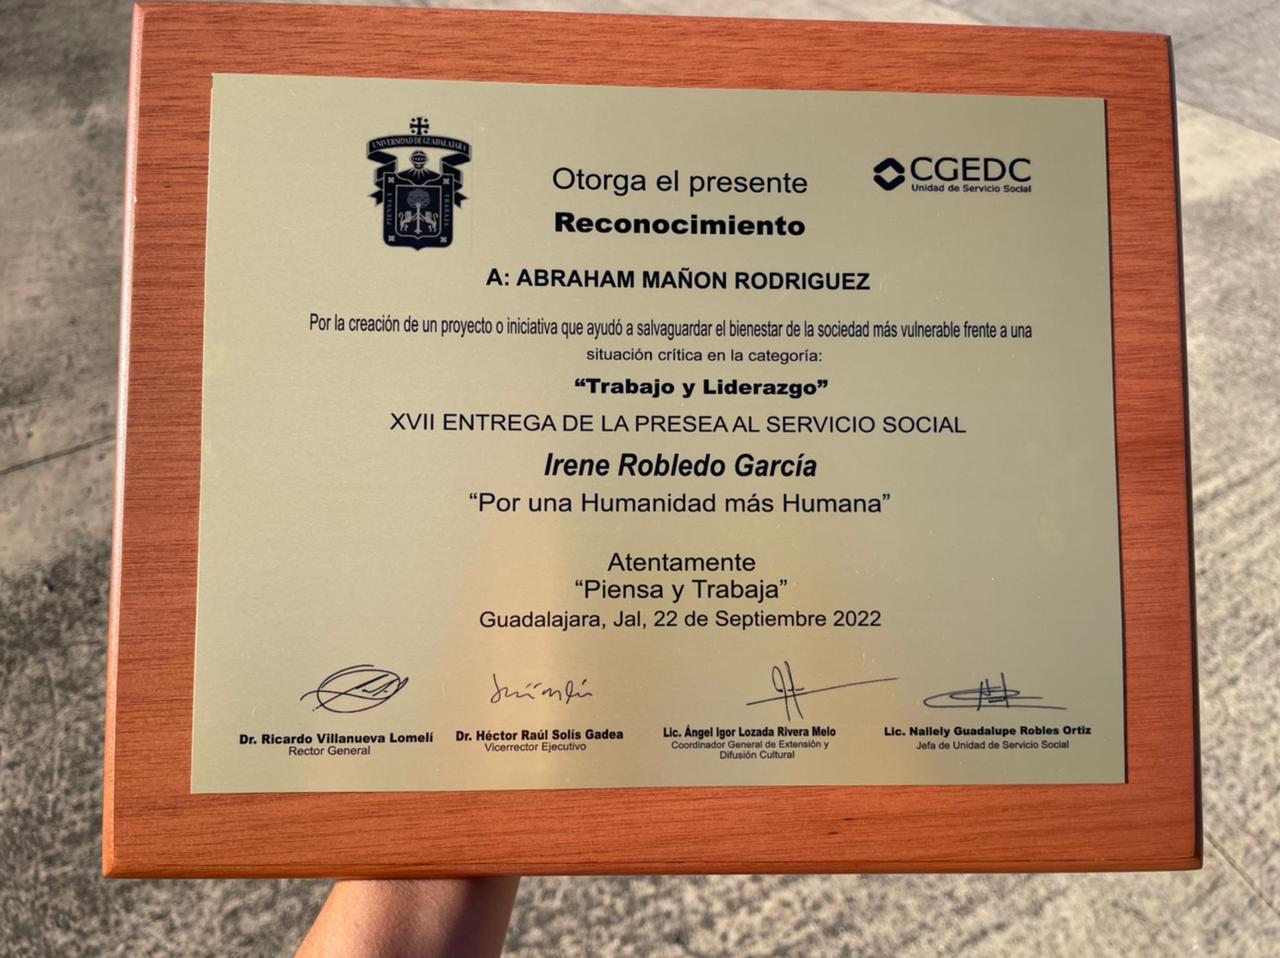 UNIVERSIDAD DE GUADALAJARA
PIENSA Y TRABAJA
CGEDC
Unidad de Servicio Social
Otorga el presente
Reconocimiento
A: ABRAHAM MAÑON RODRIGUEZ
Por la creación de un proyecto o iniciativa que ayudó a salvaguardar el bienestar de la sociedad más vulnerable frente a una
situación crítica en la categoría:
“Trabajo y Liderazgo”
XVII ENTREGA DE LA PRESEA AL SERVICIO SOCIAL
Irene Robledo García
“Por una Humanidad más Humana”
Atentamente
“Piensa y Trabaja”
Guadalajara, Jal, 22 de Septiembre 2022
Dr. Ricardo Villanueva Lomelí
Rector General
Dr. Héctor Raúl Solís Gadea
Vicerrector Ejecutivo
Lic. Ángel Igor Lozada Rivera Melo
Coordinador General de Extensión y
Difusión Cultural
Lic. Nallely Guadalupe Robles Ortiz
Jefa de Unidad de Servicio Social